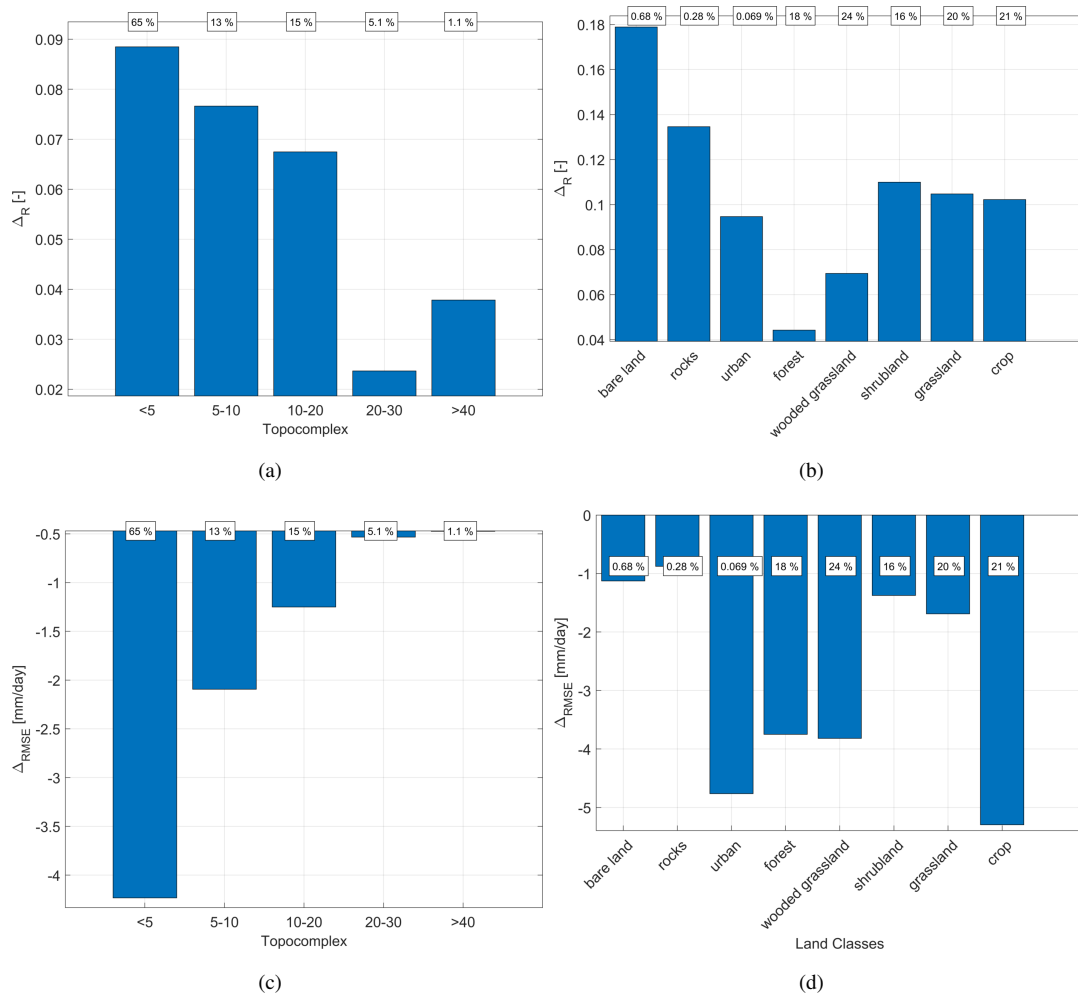 65 %
13 %
15 %
5.1 %
1.1 %
0.09
0.08
0.07
0.06
0.05
0.04
0.03
0.02
Δ_R [-]
<5
5-10
10-20
20-30
>40
Topocomplex
(a)
0.68 %
0.28 %
0.069 %
18 %
24 %
16 %
20 %
21 %
0.18
0.16
0.14
0.12
0.1
0.08
0.06
0.04
Δ_R [-]
bare land
rocks
urban
forest
wooded grassland
shrubland
grassland
crop
(b)
65 %
13 %
15 %
5.1 %
1.1 %
-0.5
-1
-1.5
-2
-2.5
-3
-3.5
-4
Δ_RMSE [mm/day]
<5
5-10
10-20
20-30
>40
Topocomplex
(c)
0
-1
-2
-3
-4
-5
Δ_RMSE [mm/day]
0.68 %
0.28 %
0.069 %
18 %
24 %
16 %
20 %
21 %
bare land
rocks
urban
forest
wooded grassland
shrubland
grassland
crop
Land Classes
(d)